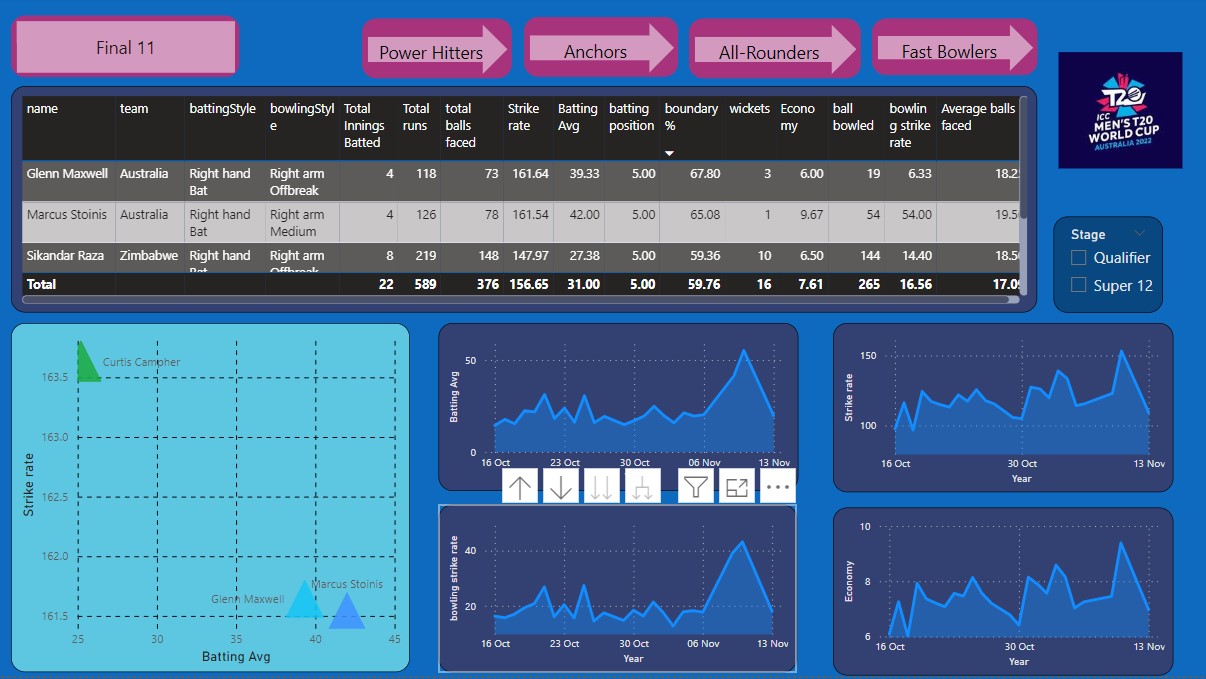 Final 11
Power Hitters
Anchors
All-Rounders
Fast Bowlers
name team battingStyle bowlingStyl Total Total total Strike Batting batting boundary wickets Econo ball bowlin Average balls
e Innings runs balls rate Avg position % my bowled g strike faced
Batted faced rate
Glenn Maxwell Australia Right hand Right arm 4 118 73 161.64 39.33 5.00 67.80 3 6.00 19 6.33 18.2
Bat Offbreak
Marcus Stoinis Australia Right hand Right arm 4 126 78 161.54 42.00 5.00 65.08 1 9.67 54 54.00 19.50
Bat Medium
Sikandar Raza Zimbabwe Right hand Right arm 8 219 148 147.97 27.38 5.00 59.36 10 6.50 144 14.40 18.50
Bat Offbreak
Total 22 589 376 156.65 31.00 5.00 59.76 16 7.61 265 16.56 17.09
T20
ICC
MEN'S T20
WORLD CUP
AUSTRALIA 2022
Stage
Qualifier
Super 12
Curtis Campher
163.5
163.0
162.5
162.0
161.5
Strike rate
Marcus Stoinis
Glenn Maxwell
25 30 35 40 45
Batting Avg
50
0
Batting Avg
16 Oct 23 Oct 30 Oct 06 Nov 13 Nov
150
100
Strike rate
16 Oct 30 Oct 13 Nov
Year
40
20
bowling strike rate
16 Oct 23 Oct 30 Oct 06 Nov 13 Nov
Year
10
8
6
Economy
16 Oct 30 Oct 13 Nov
Year